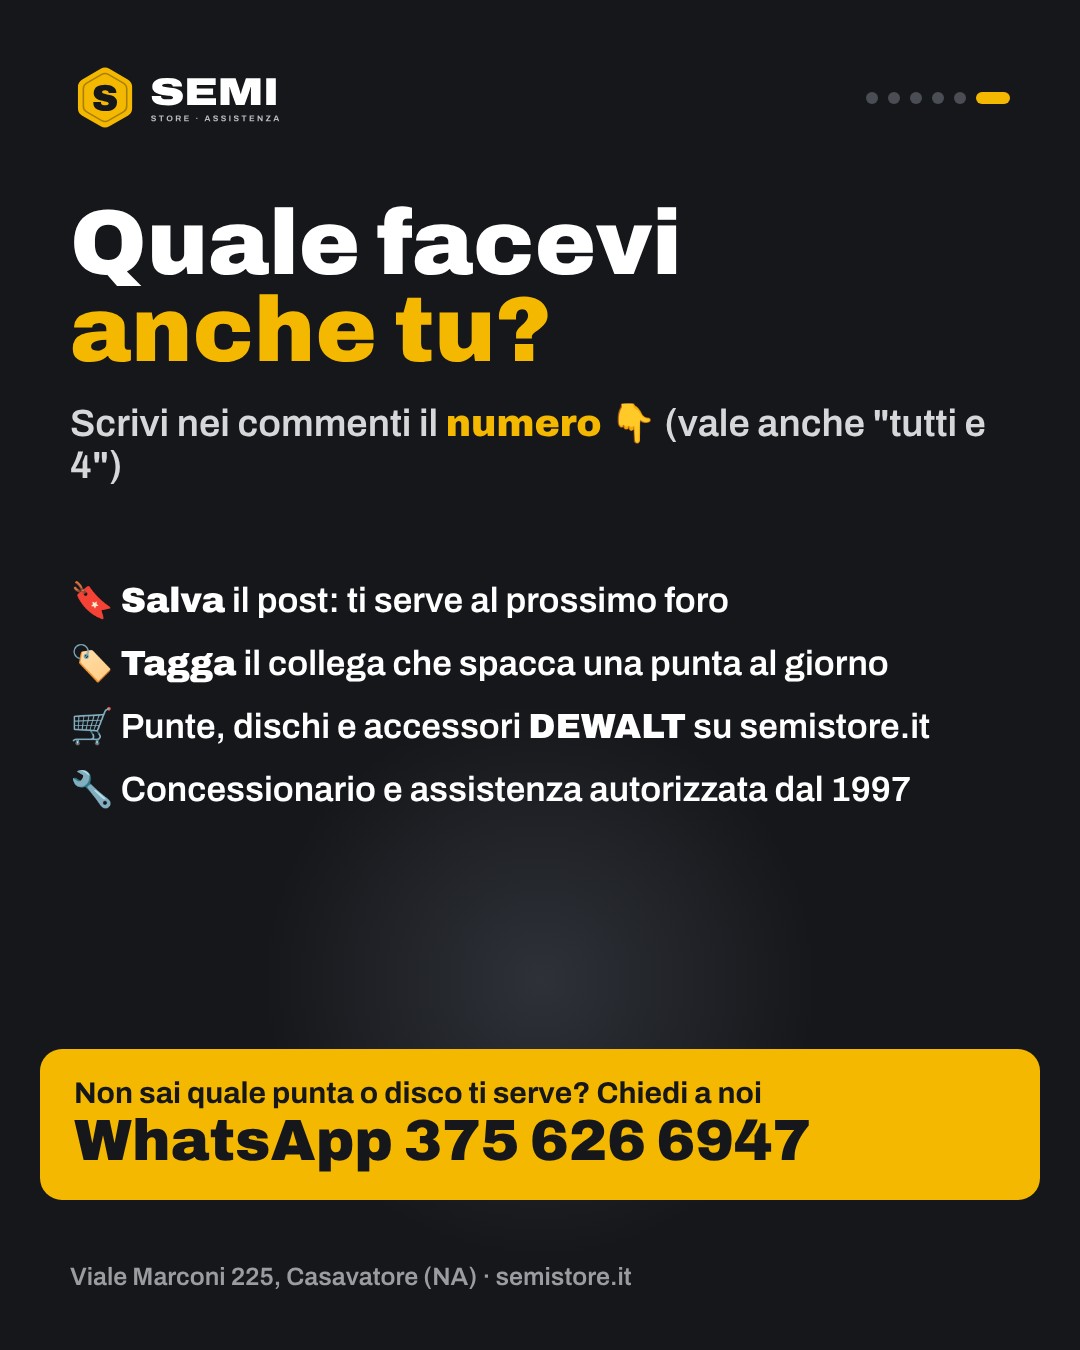 S
SEMI
STORE · ASSISTENZA
Quale facevi
anche tu?
Scrivi nei commenti il numero 👇 (vale anche "tutti e
4")
🔖 Salva il post: ti serve al prossimo foro
🏷️ Tagga il collega che spacca una punta al giorno
🛒 Punte, dischi e accessori DEWALT su semistore.it
🔧 Concessionario e assistenza autorizzata dal 1997
Non sai quale punta o disco ti serve? Chiedi a noi
WhatsApp 375 626 6947
Viale Marconi 225, Casavatore (NA) · semistore.it